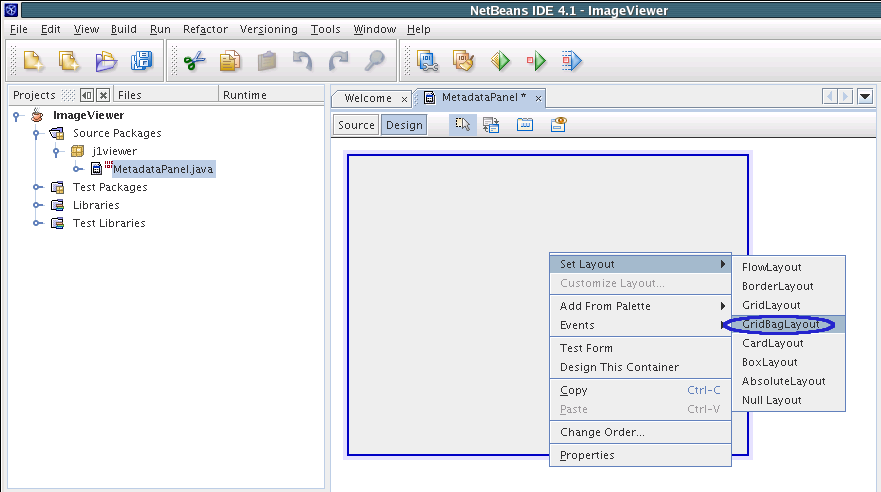 NetBeans IDE 4.1 - ImageViewer
File Edit View Build Run Refactor Versioning Tools Window Help
Projects Files Runtime
Welcome MetadataPanel *
ImageViewer
Source Packages
j1viewer
MetadataPanel.java
Test Packages
Libraries
Test Libraries
Source Design
Set Layout
Customize Layout...
Add From Palette
Events
Test Form
Design This Container
Copy Ctrl-C
Paste Ctrl-V
Change Order...
Properties
FlowLayout
BorderLayout
GridLayout
GridBagLayout
CardLayout
BoxLayout
AbsoluteLayout
Null Layout